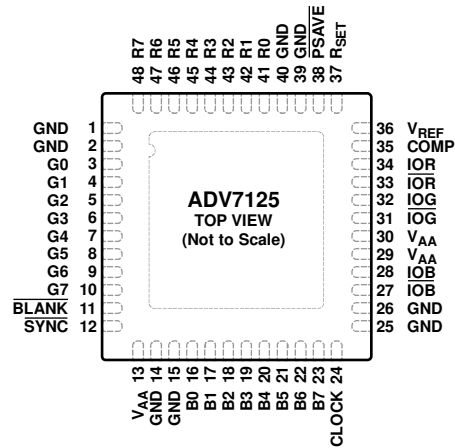 48 R7
47 R6
46 R5
45 R4
44 R3
43 R2
42 R1
41 R0
40 GND
39 GND
38 PSAVE
37 RSET
GND 1
GND 2
G0 3
G1 4
G2 5
G3 6
G4 7
G5 8
G6 9
G7 10
BLANK 11
SYNC 12
ADV7125
TOP VIEW
(Not to Scale)
36 VREF
35 COMP
34 IOR
33 IOR
32 IOG
31 IOG
30 VAA
29 VAA
28 IOB
27 IOB
26 GND
25 GND
VAA 13
GND 14
GND 15
B0 16
B1 17
B2 18
B3 19
B4 20
B5 21
B6 22
B7 23
CLOCK 24